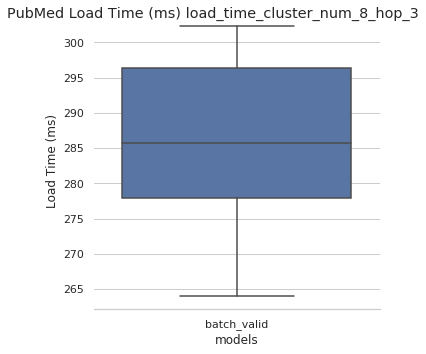 PubMed Load Time (ms) load_time_cluster_num_8_hop_3
300
295
290
285
280
275
270
265
Load Time (ms)
batch_valid
models